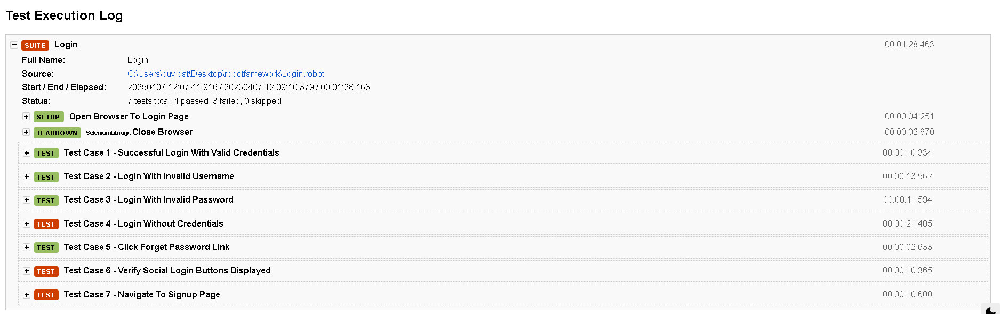 Test Execution Log
SUITE Login 00:01:28.463
Full Name: Login
Source: C:\Users\duy dat\Desktop\robotfamework\Login.robot
Start / End / Elapsed: 20250407 12:07:41.916 / 20250407 12:09:10.379 / 00:01:28.463
Status: 7 tests total, 4 passed, 3 failed, 0 skipped
SETUP Open Browser To Login Page 00:00:04.251
TEARDOWN SeleniumLibrary.Close Browser 00:00:02.670
TEST Test Case 1 - Successful Login With Valid Credentials 00:00:10.334
TEST Test Case 2 - Login With Invalid Username 00:00:13.562
TEST Test Case 3 - Login With Invalid Password 00:00:11.594
TEST Test Case 4 - Login Without Credentials 00:00:21.405
TEST Test Case 5 - Click Forget Password Link 00:00:02.633
TEST Test Case 6 - Verify Social Login Buttons Displayed 00:00:10.365
TEST Test Case 7 - Navigate To Signup Page 00:00:10.600